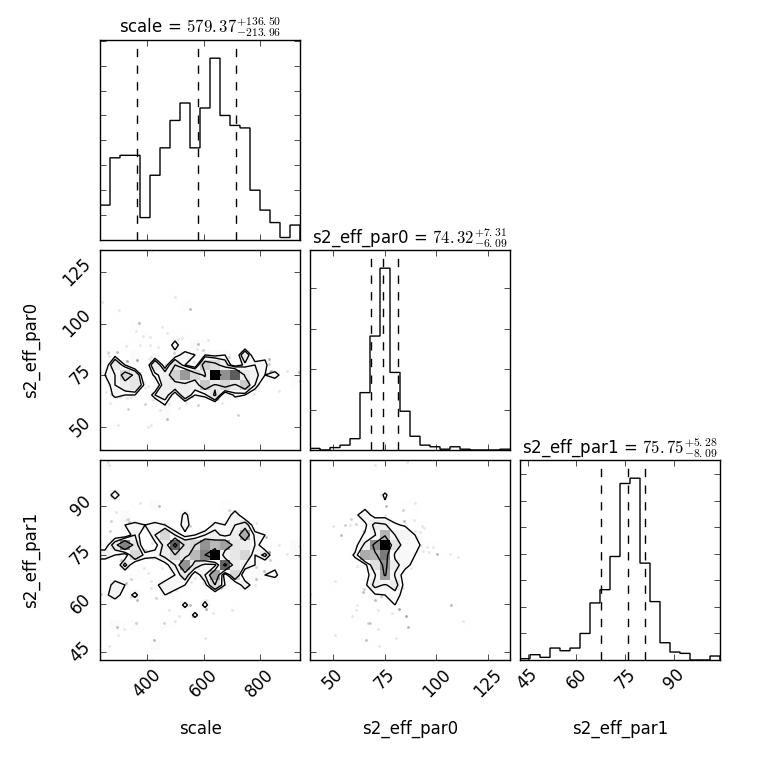 scale = 579.37+136.50−213.96
s2_eff_par0 = 74.32+7.31−6.09
125
100
75
50
s2_eff_par0
s2_eff_par1 = 75.75+5.28−8.09
90
75
60
45
s2_eff_par1
400 600 800
50 75 100 125
45 60 75 90
scale s2_eff_par0 s2_eff_par1